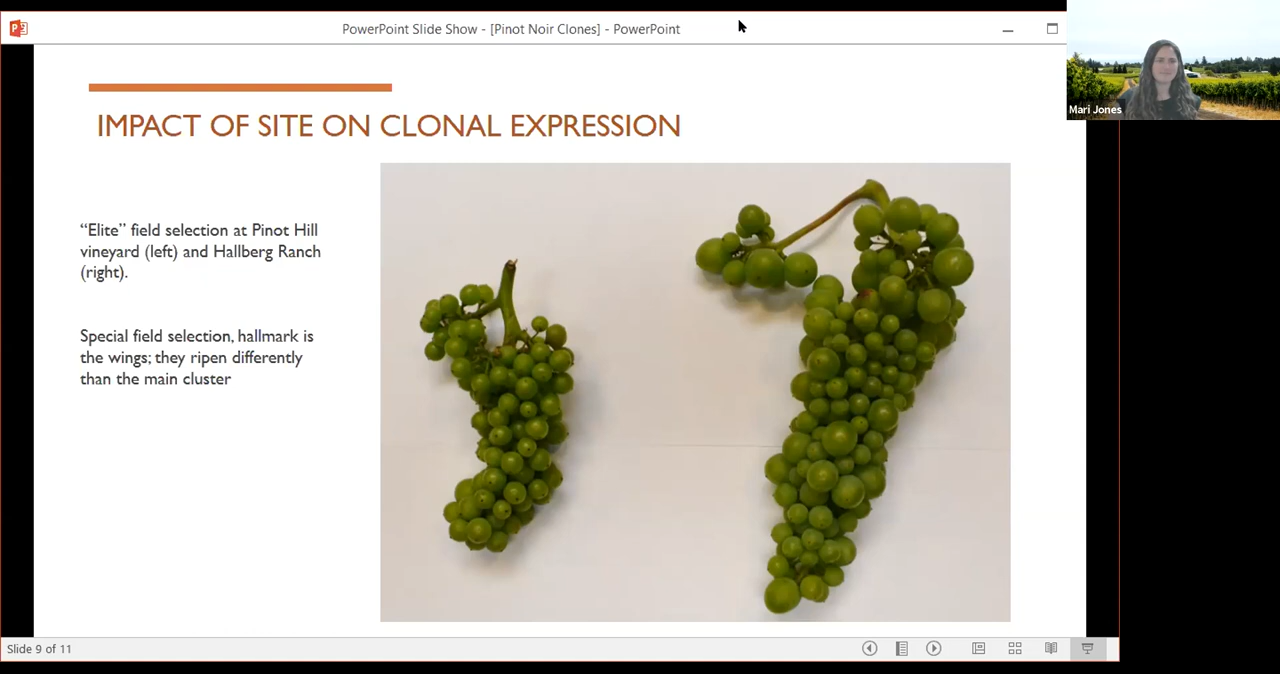 PowerPoint Slide Show - [Pinot Noir Clones] - PowerPoint
Mari Jones
IMPACT OF SITE ON CLONAL EXPRESSION
“Elite” field selection at Pinot Hill
vineyard (left) and Hallberg Ranch
(right).
Special field selection, hallmark is
the wings; they ripen differently
than the main cluster
Slide 9 of 11